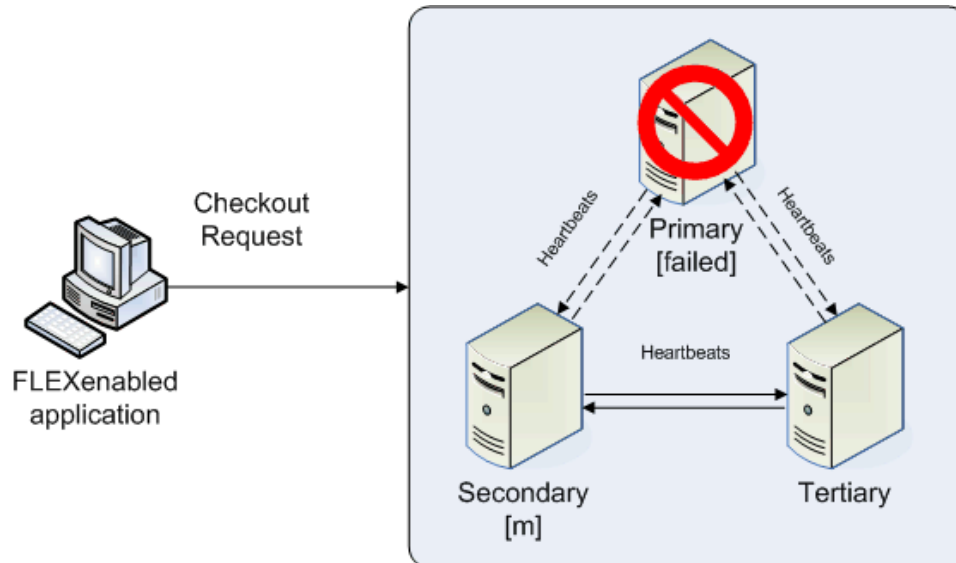 Checkout
Request
FLEXenabled
application
Primary
[failed]
Heartbeats
Heartbeats
Heartbeats
Secondary
[m]
Tertiary